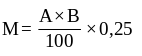 M = A × B / 100 × 0,25